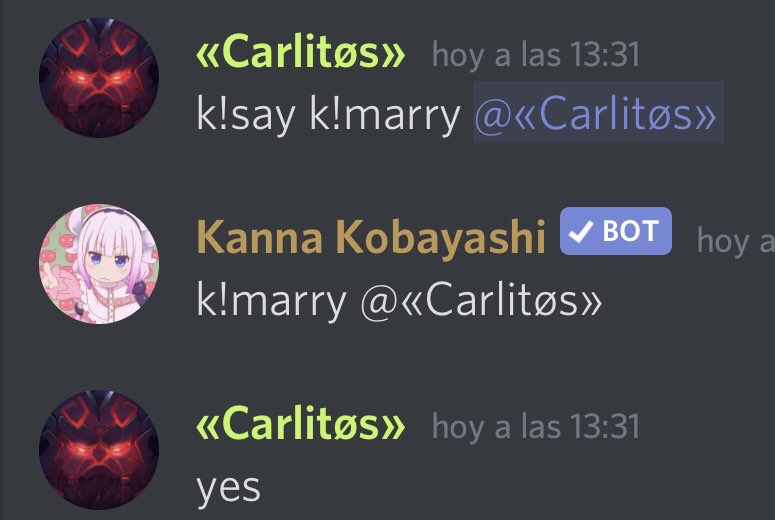 «Carlitøs» hoy a las 13:31
k!say k!marry @«Carlitøs»
Kanna Kobayashi BOT hoy a
k!marry @«Carlitøs»
«Carlitøs» hoy a las 13:31
yes